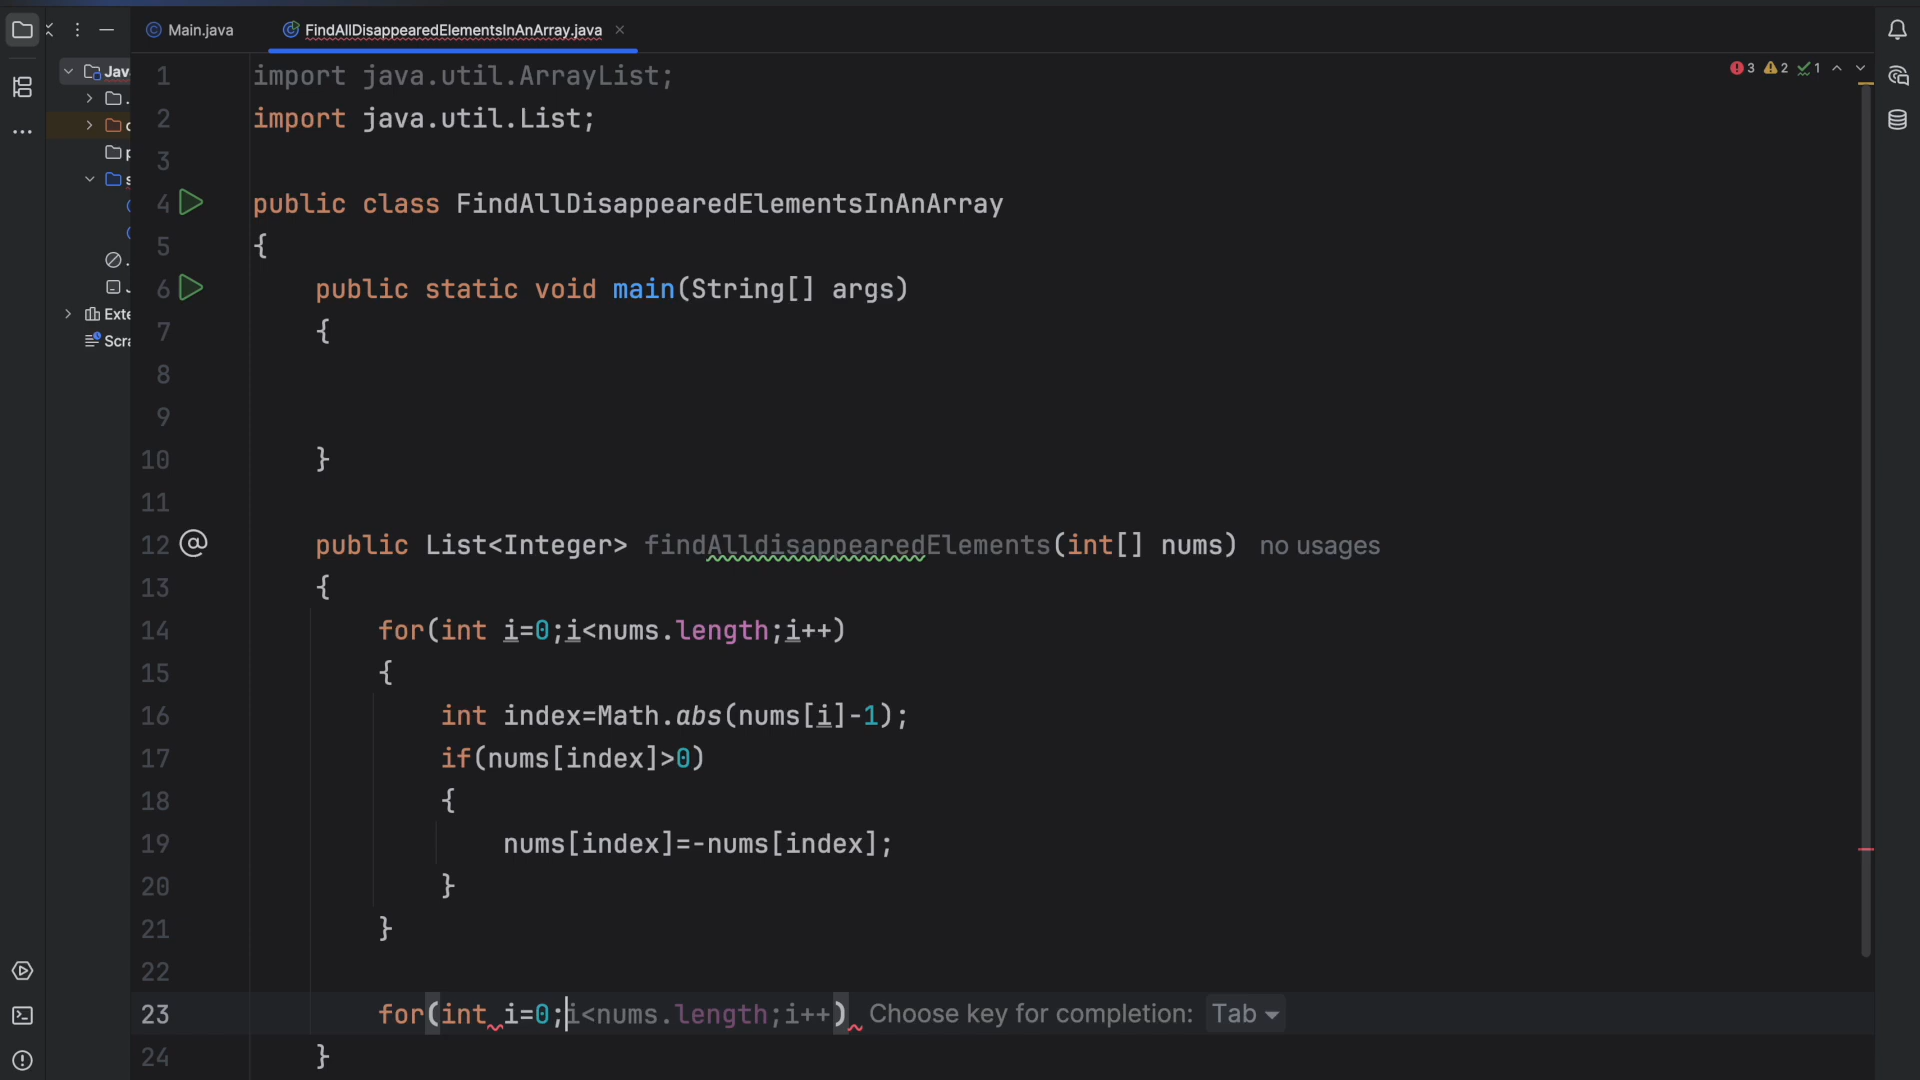 Main.java
FindAllDisappearedElementsInAnArray.java
Java
Exte
Scra
3 2 1
1 import java.util.ArrayList;
2 import java.util.List;
3
4 public class FindAllDisappearedElementsInAnArray
5 {
6 public static void main(String[] args)
7 {
8
9
10 }
11
12 public List<Integer> findAlldisappearedElements(int[] nums) no usages
13 {
14 for(int i=0;i<nums.length;i++)
15 {
16 int index=Math.abs(nums[i]-1);
17 if(nums[index]>0)
18 {
19 nums[index]=-nums[index];
20 }
21 }
22
23 for(int i=0;i<nums.length;i++) Choose key for completion: Tab
24 }